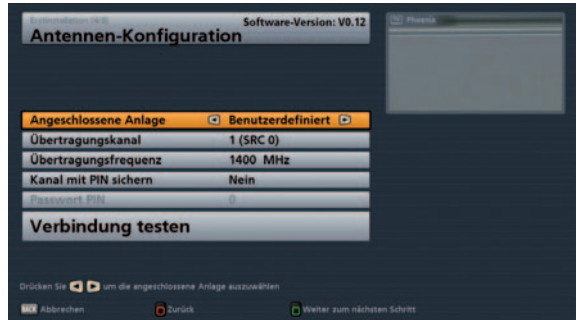 Erstinstallation (4/8)
Software-Version: V0.12
Antennen-Konfiguration
Phoenix
Angeschlossene Anlage Benutzerdefiniert
Übertragungskanal 1 (SRC 0)
Übertragungsfrequenz 1400 MHz
Kanal mit PIN sichern Nein
Passwort PIN 0
Verbindung testen
Drücken Sie um die angeschlossene Anlage auszuwählen
BACK Abbrechen Zurück Weiter zum nächsten Schritt